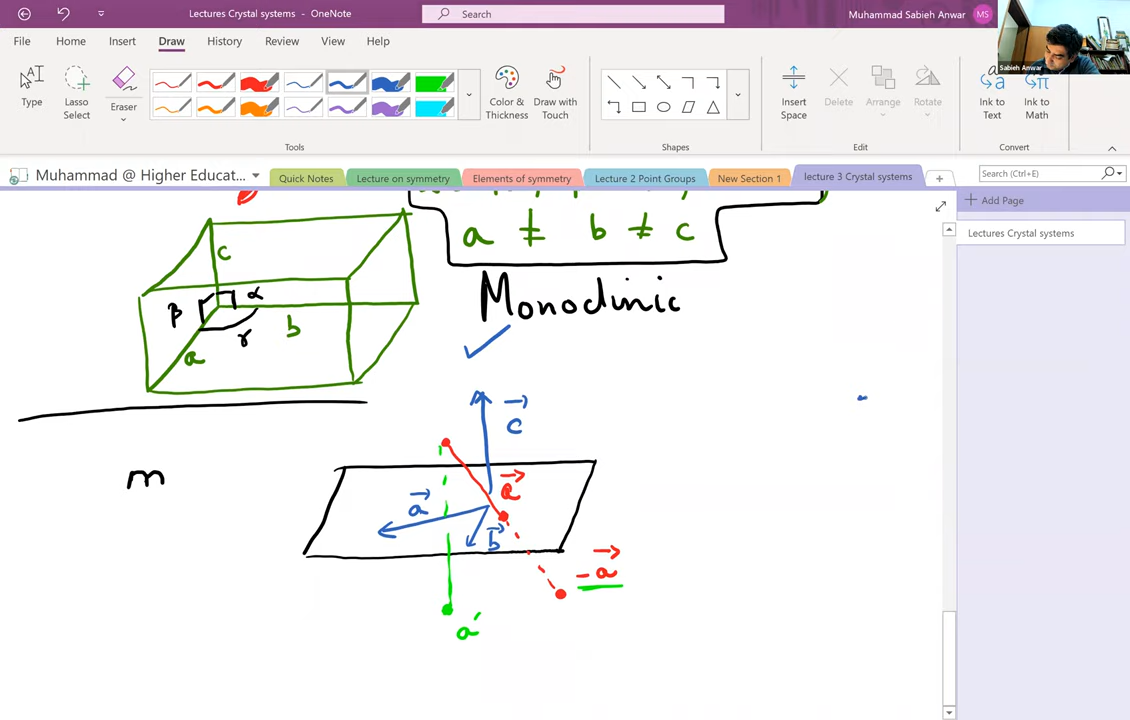 Lectures Crystal systems - OneNote
Search
Muhammad Sabieh Anwar
MS
Sabieh Anwar
File Home Insert Draw History Review View Help
Type
Lasso Select
Eraser
Color & Thickness
Draw with Touch
Insert Space
Delete
Arrange
Rotate
Ink to Text
Ink to Math
Tools
Shapes
Edit
Convert
Muhammad @ Higher Educat...
Quick Notes
Lecture on symmetry
Elements of symmetry
Lecture 2 Point Groups
New Section 1
lecture 3 Crystal systems
Search (Ctrl+E)
Add Page
Lectures Crystal systems
a ≠ b ≠ c
Monoclinic
c
β α
b
γ
a
m
c
a
a
b
-a
a'